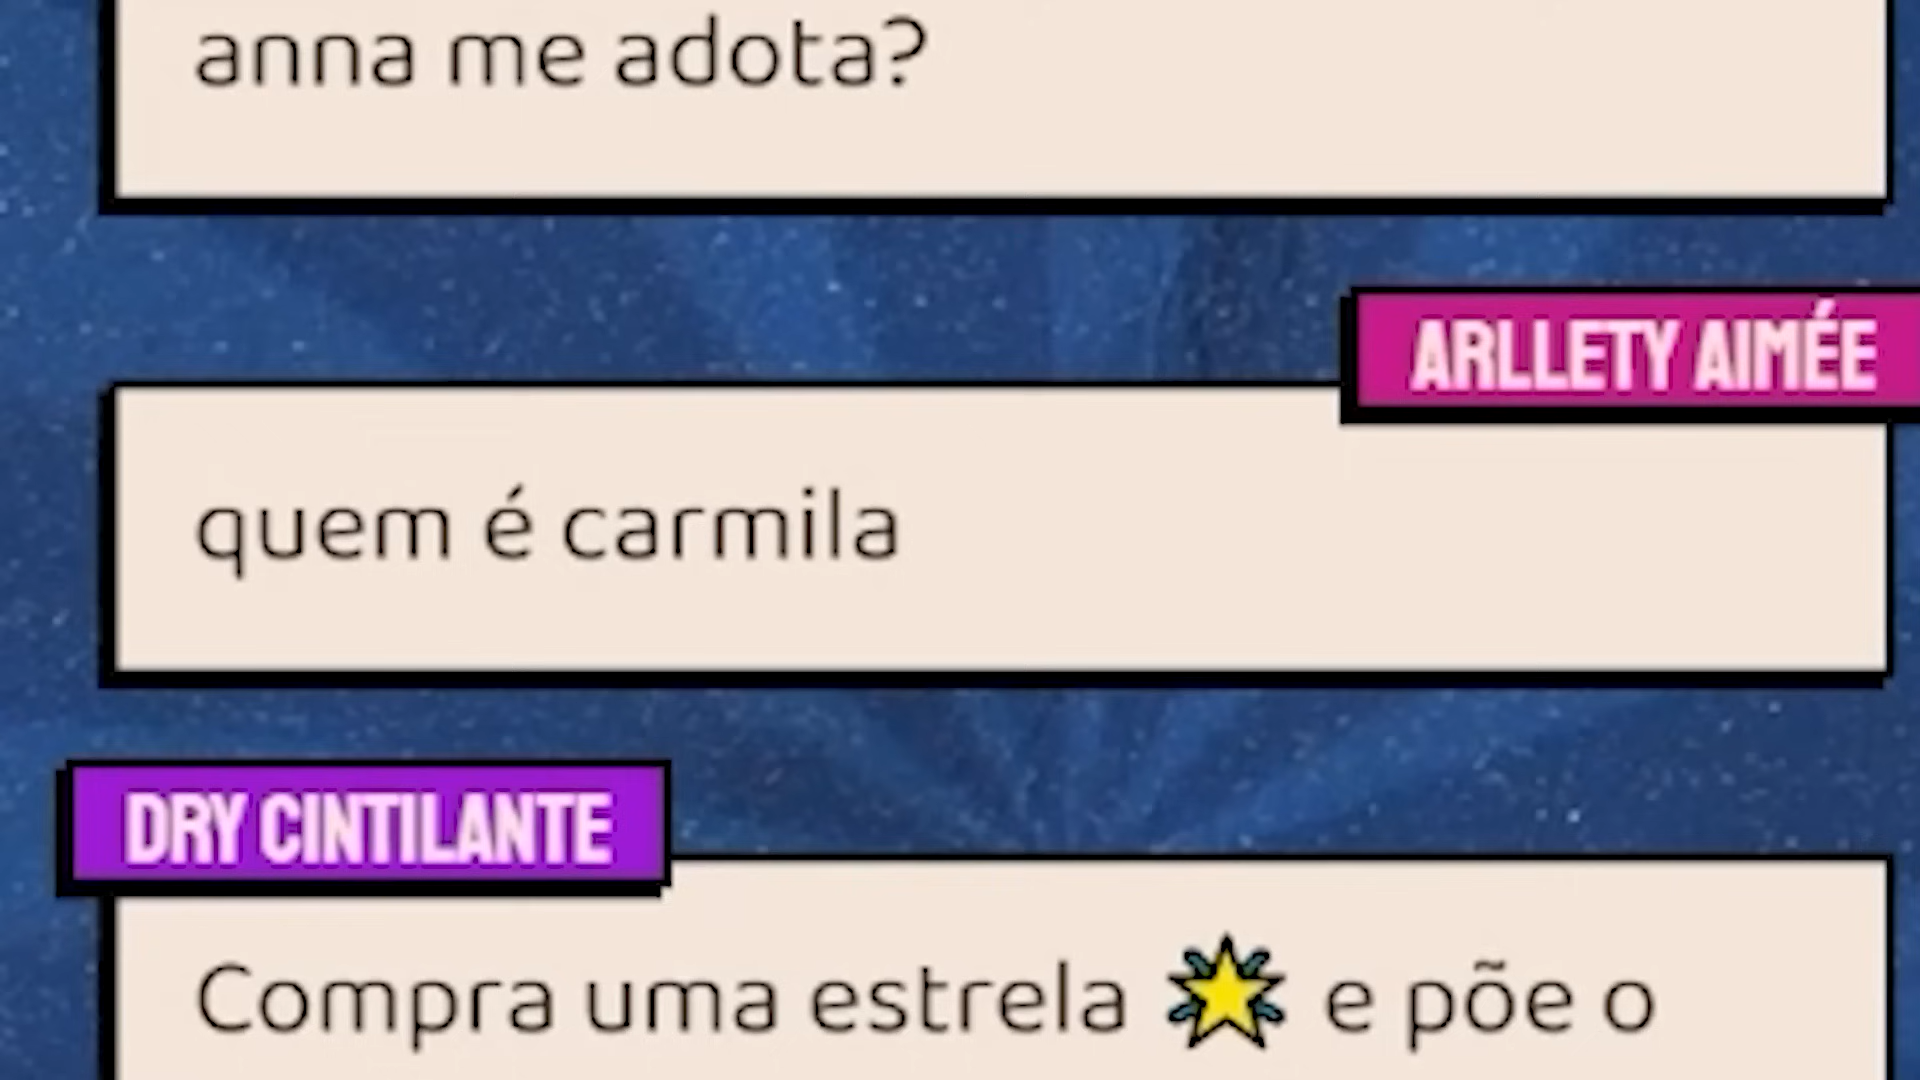 anna me adota?
ARLLETY AIMÉE
quem é carmila
DRY CINTILANTE
Compra uma estrela 🌟 e põe o